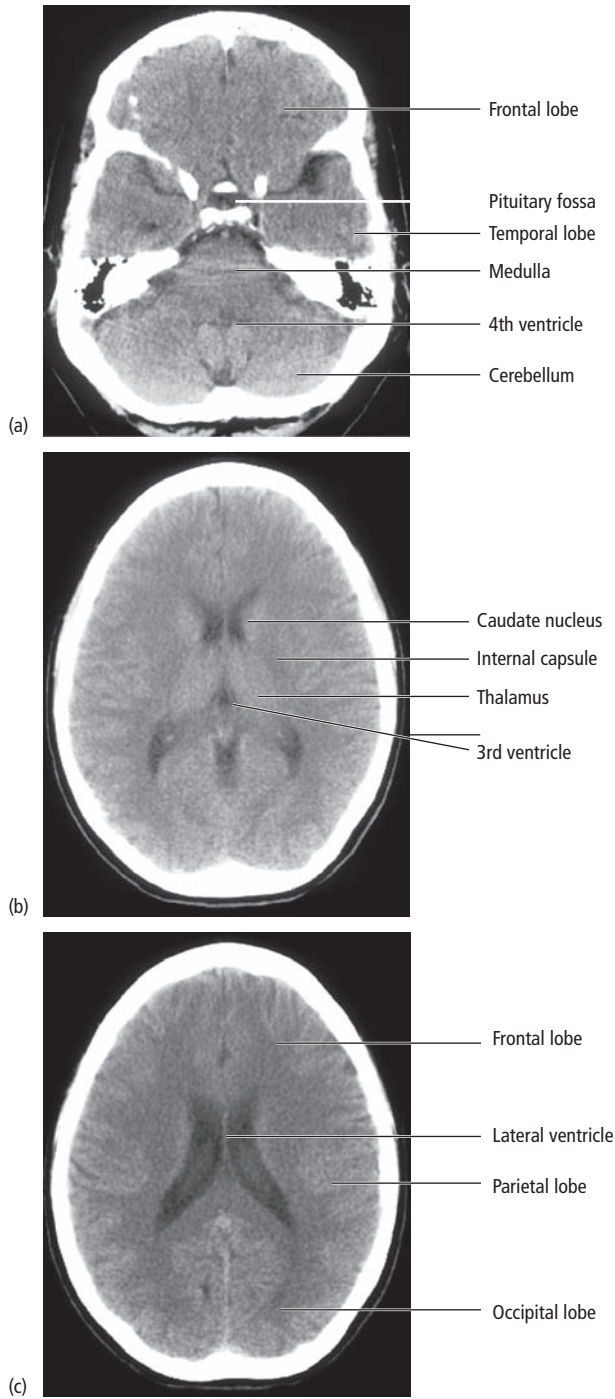 Frontal lobe
Pituitary fossa
Temporal lobe
Medulla
4th ventricle
Cerebellum
(a)
Caudate nucleus
Internal capsule
Thalamus
3rd ventricle
(b)
Frontal lobe
Lateral ventricle
Parietal lobe
Occipital lobe
(c)